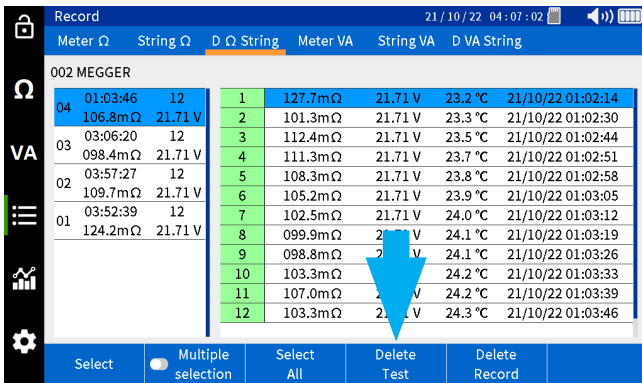 Record 21/10/22 04:07:02
Meter Ω String Ω D Ω String Meter VA String VA D VA String
002 MEGGER
Ω
VA
04 01:03:46 12
106.8mΩ 21.71 V
03 03:06:20 12
098.4mΩ 21.71 V
02 03:57:27 12
109.7mΩ 21.71 V
01 03:52:39 12
124.2mΩ 21.71 V
1 127.7mΩ 21.71 V 23.2 °C 21/10/22 01:02:14
2 101.3mΩ 21.71 V 23.3 °C 21/10/22 01:02:30
3 112.4mΩ 21.71 V 23.5 °C 21/10/22 01:02:44
4 111.3mΩ 21.71 V 23.7 °C 21/10/22 01:02:51
5 108.3mΩ 21.71 V 23.8 °C 21/10/22 01:02:58
6 105.2mΩ 21.71 V 23.9 °C 21/10/22 01:03:05
7 102.5mΩ 21.71 V 24.0 °C 21/10/22 01:03:12
8 099.9mΩ V 24.1 °C 21/10/22 01:03:19
9 098.8mΩ V 24.1 °C 21/10/22 01:03:26
10 103.3mΩ 24.2 °C 21/10/22 01:03:33
11 107.0mΩ 24.2 °C 21/10/22 01:03:39
12 103.3mΩ V 24.3 °C 21/10/22 01:03:46
Select Multiple selection Select All Delete Test Delete Record